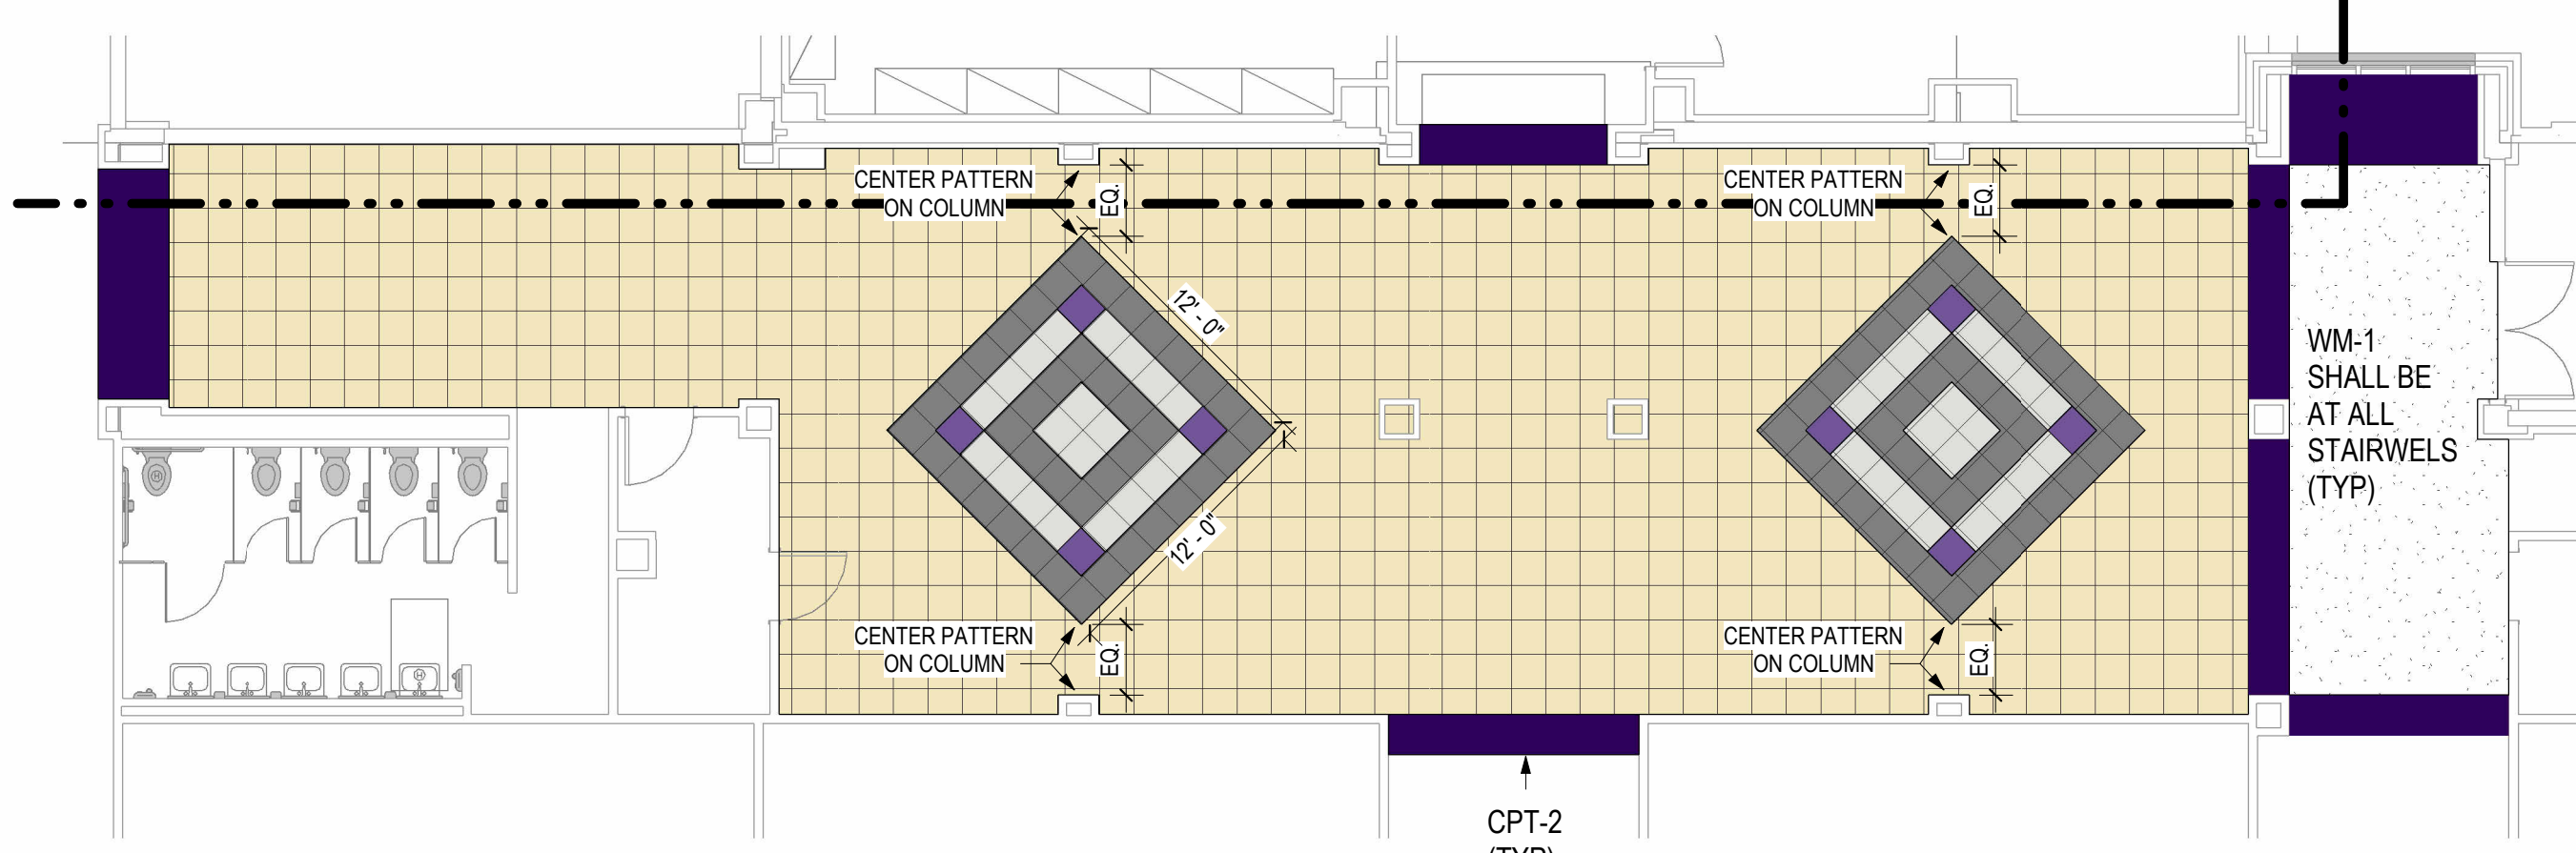 CENTER PATTERN
ON COLUMN
EQ.
CENTER PATTERN
ON COLUMN
EQ.
12' - 0"
12' - 0"
WM-1
SHALL BE
AT ALL
STAIRWELS
(TYP)
H
H
CENTER PATTERN
ON COLUMN
EQ.
CENTER PATTERN
ON COLUMN
EQ.
CPT-2
(TYP)